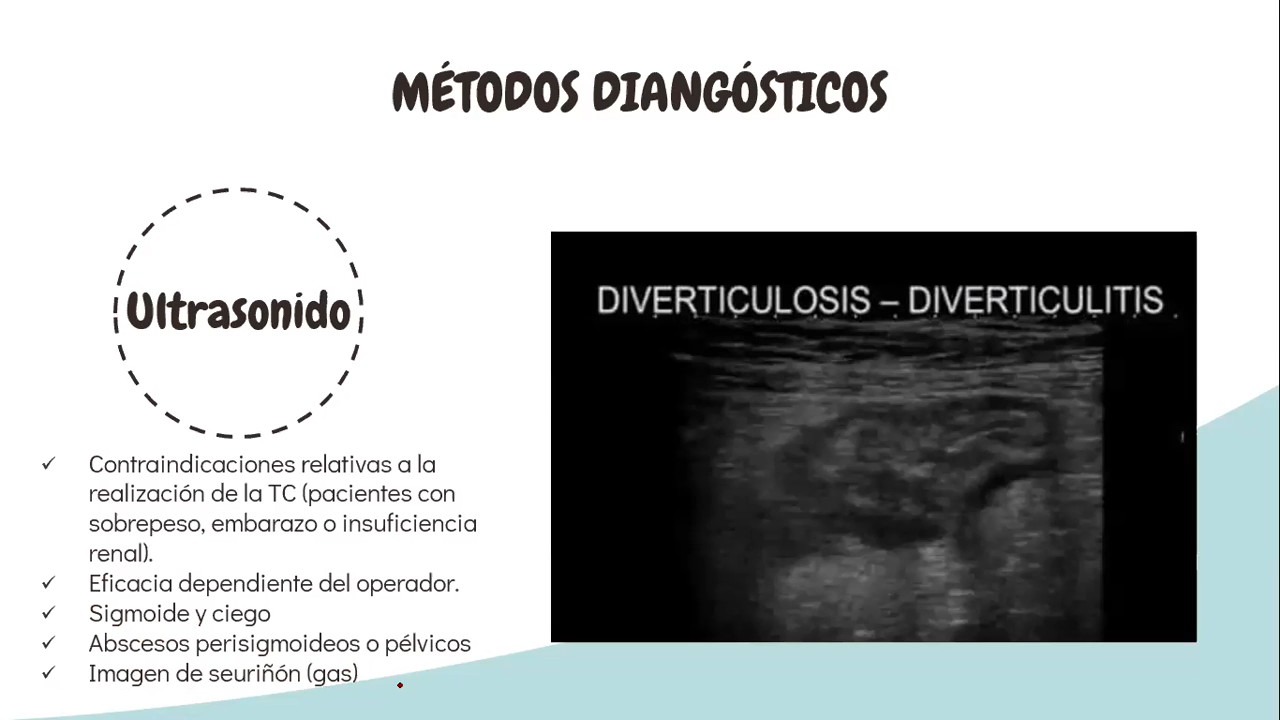 MÉTODOS DIANGÓSTICOS
Ultrasonido
Contraindicaciones relativas a la
realización de la TC (pacientes con
sobrepeso, embarazo o insuficiencia
renal).
Eficacia dependiente del operador.
Sigmoide y ciego
Abscesos perisigmoideos o pélvicos
Imagen de seuriñón (gas)
DIVERTICULOSIS – DIVERTICULITIS